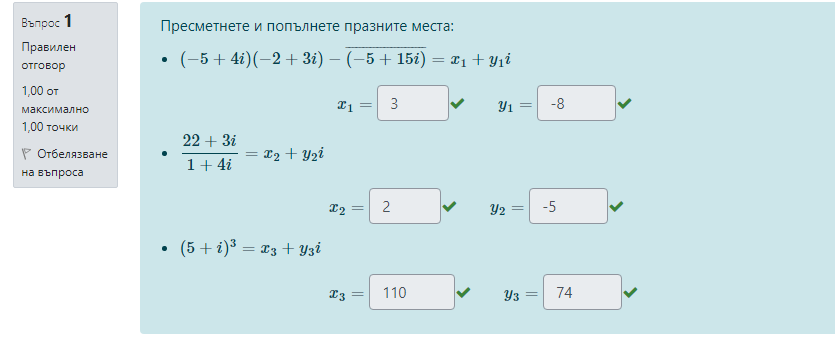 Въпрос 1
Правилен
отговор
1,00 от
максимално
1,00 точки
Отбелязване
на въпроса
Пресметнете и попълнете празните места:
• $(-5+4i)(-2+3i)-\overline{(-5+15i)}=x_1+y_1i$
$x_1=$ 3 ✔ $y_1=$ -8 ✔
• $\dfrac{22+3i}{1+4i}=x_2+y_2i$
$x_2=$ 2 ✔ $y_2=$ -5 ✔
• $(5+i)^3=x_3+y_3i$
$x_3=$ 110 ✔ $y_3=$ 74 ✔